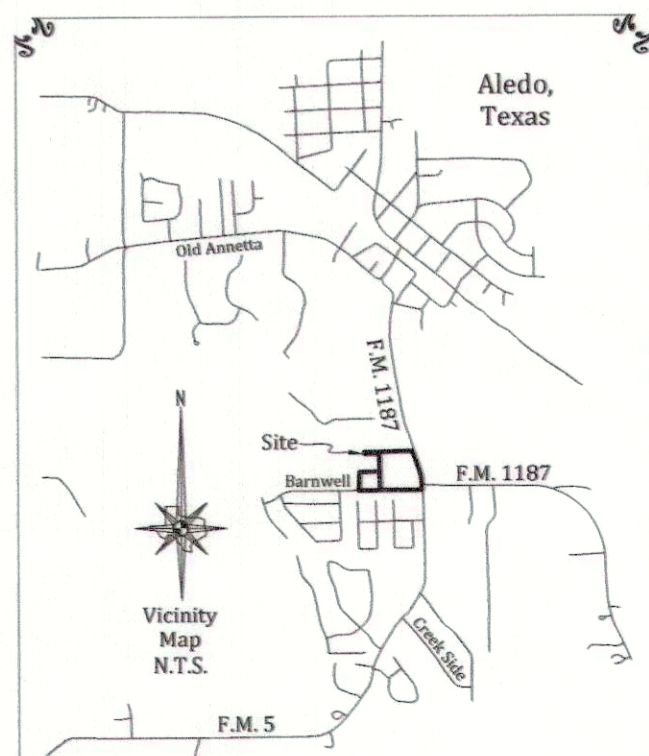 Aledo,
Texas
Old Annetta
F.M. 1187
N
Site
Barnwell
F.M. 1187
Vicinity
Map
N.T.S.
Creek Side
F.M. 5